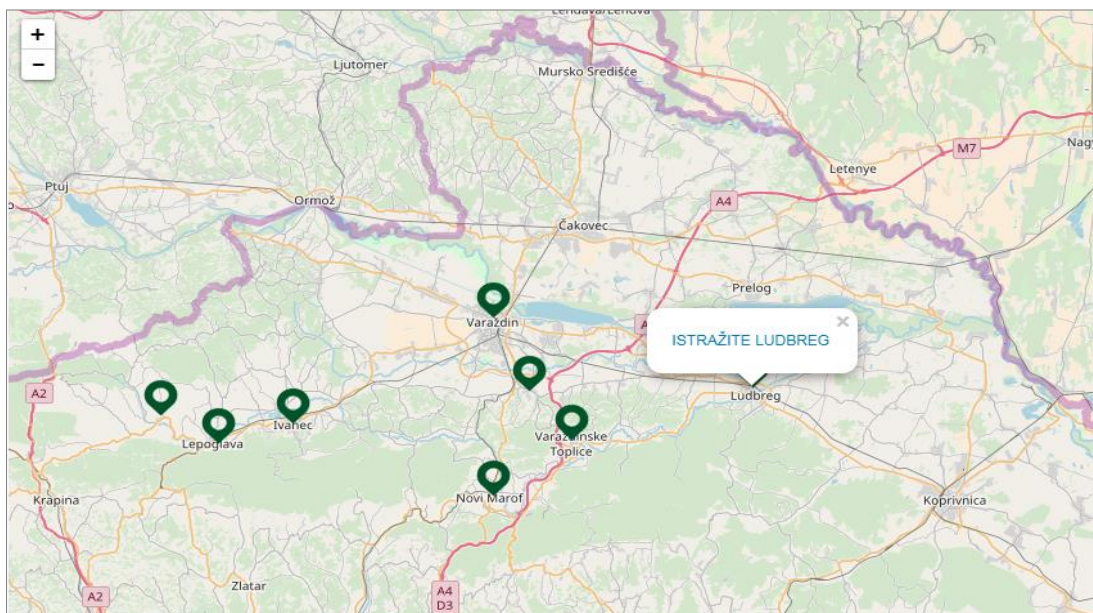 Lendava/Lendva
+
−
Ljutomer
Mursko Središće
M7
Nagy
Letenye
Ptuj
Ormož
A4
Čakovec
Prelog
Varaždin
A
×
ISTRAŽITE LUDBREG
A2
Ludbreg
Ivanec
Lepoglava
Varaždinske
Toplice
Krapina
Novi Marof
Koprivnica
Zlatar
A2
A4
D3